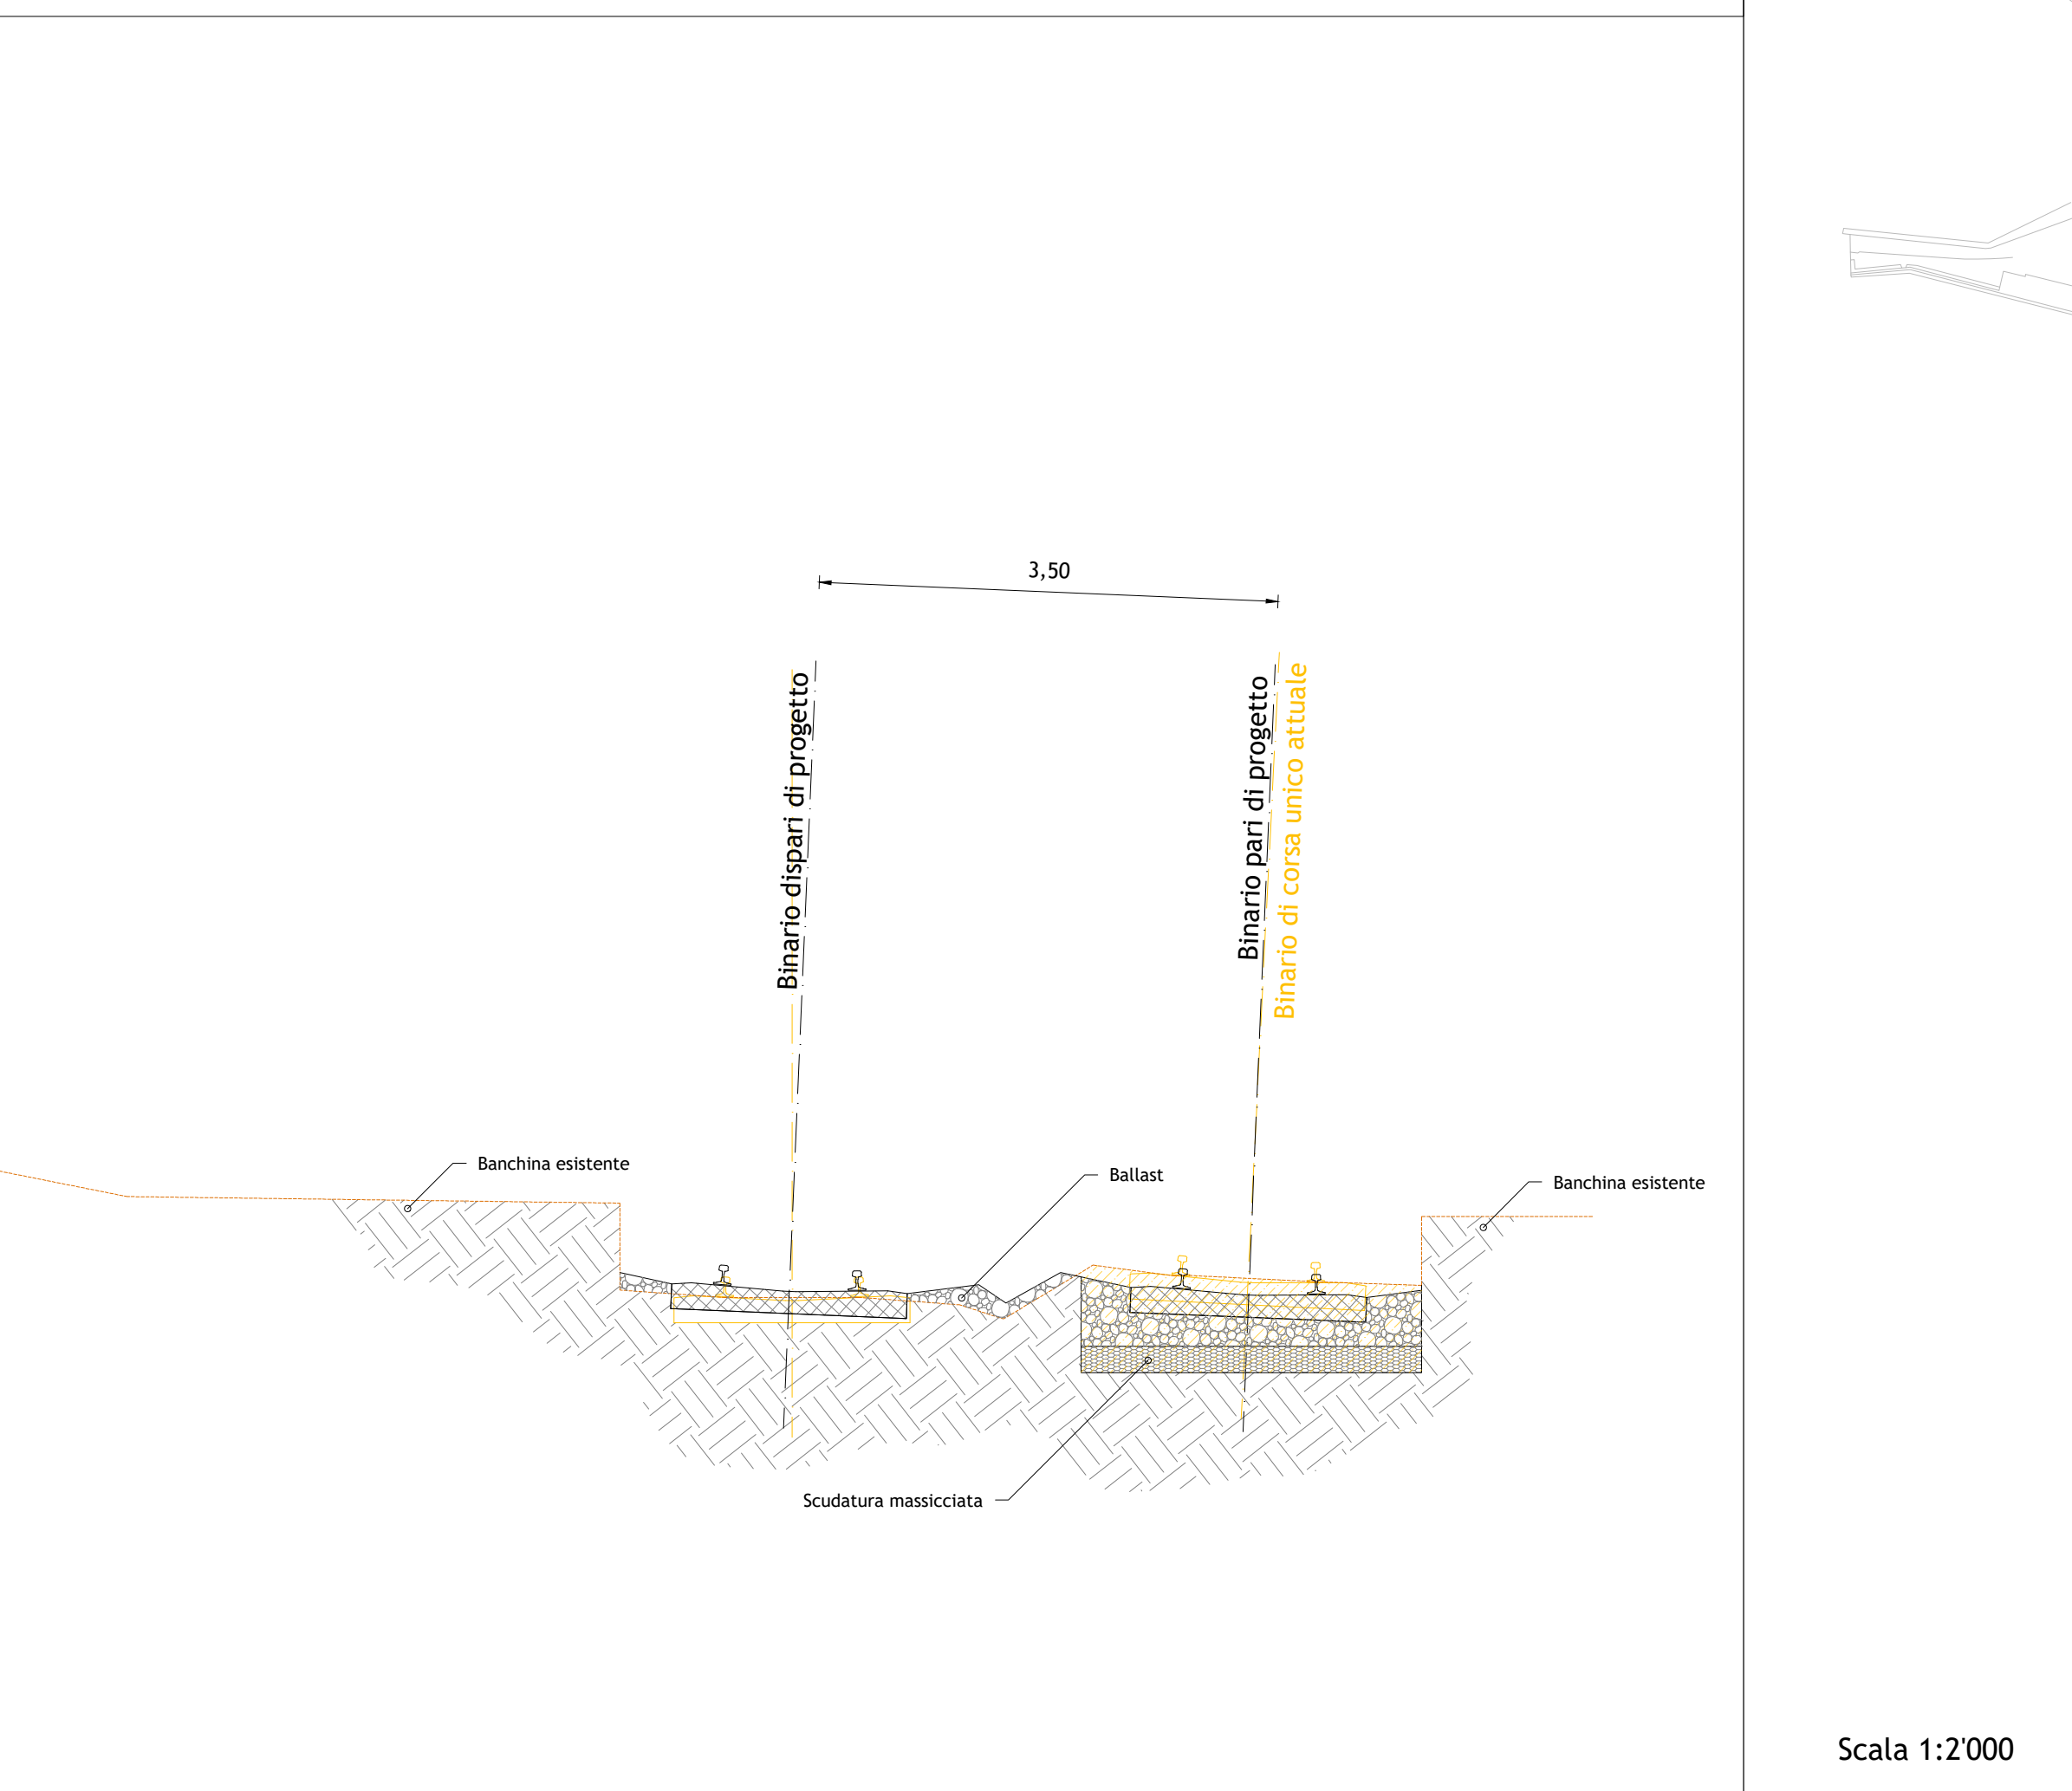 3,50
Binario dispari di progetto
Binario pari di progetto
Binario di corsa unico attuale
Banchina esistente
Ballast
Banchina esistente
Scudatura massicciata
Scala 1:2'000